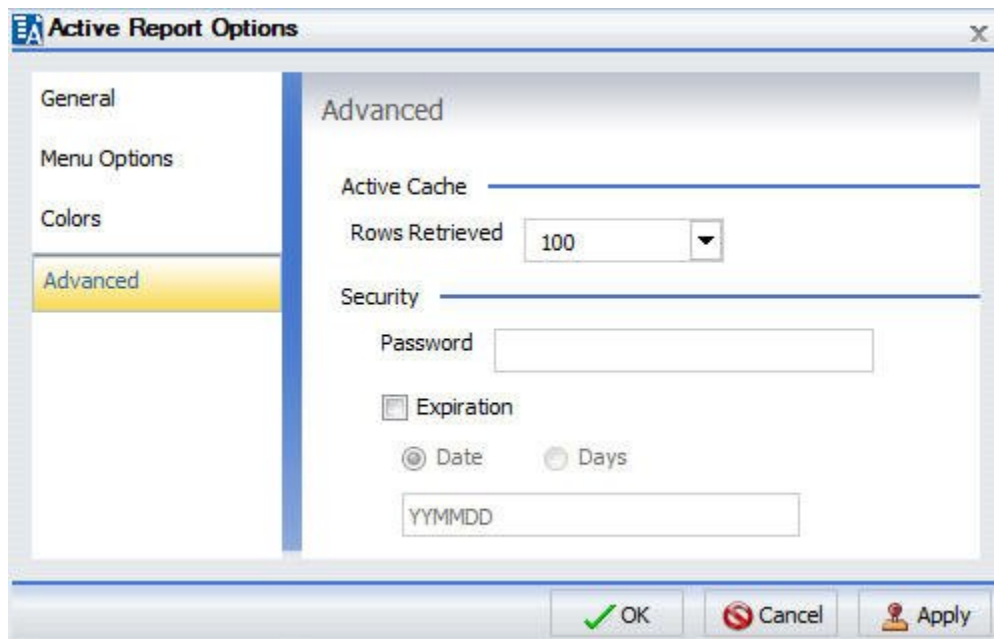 Active Report Options
General
Menu Options
Colors
Advanced
Advanced
Active Cache
Rows Retrieved 100
Security
Password
Expiration
Date Days
YYMMDD
OK Cancel Apply